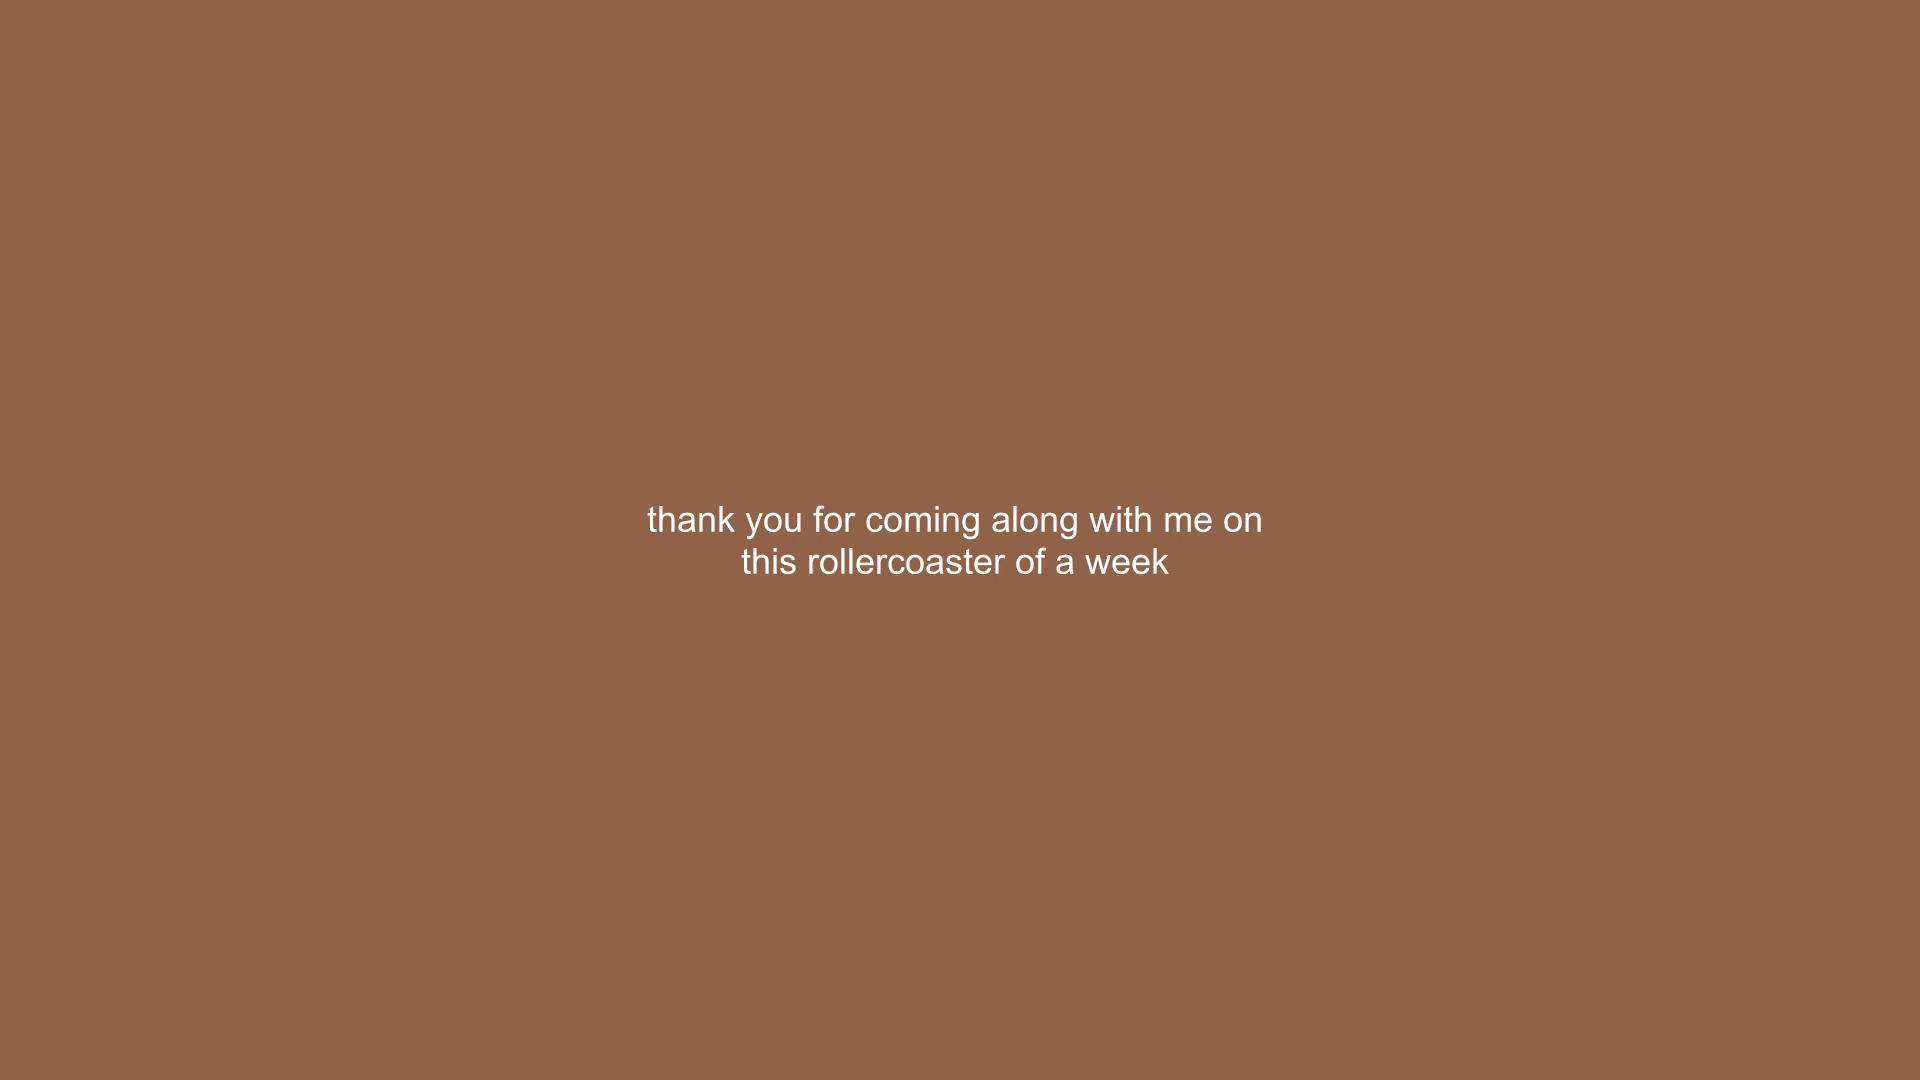 thank you for coming along with me on
this rollercoaster of a week